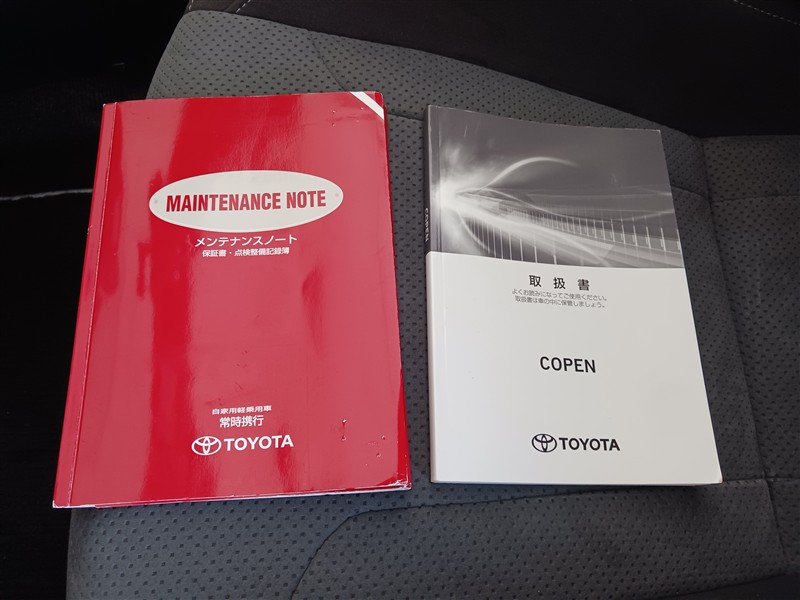 MAINTENANCE NOTE
メンテナンスノート
保証書・点検整備記録簿
自家用軽乗用車
常時携行
TOYOTA
COPEN
取扱書
よくお読みになってご使用ください。
取扱書は車の中に保管しましょう。
COPEN
TOYOTA